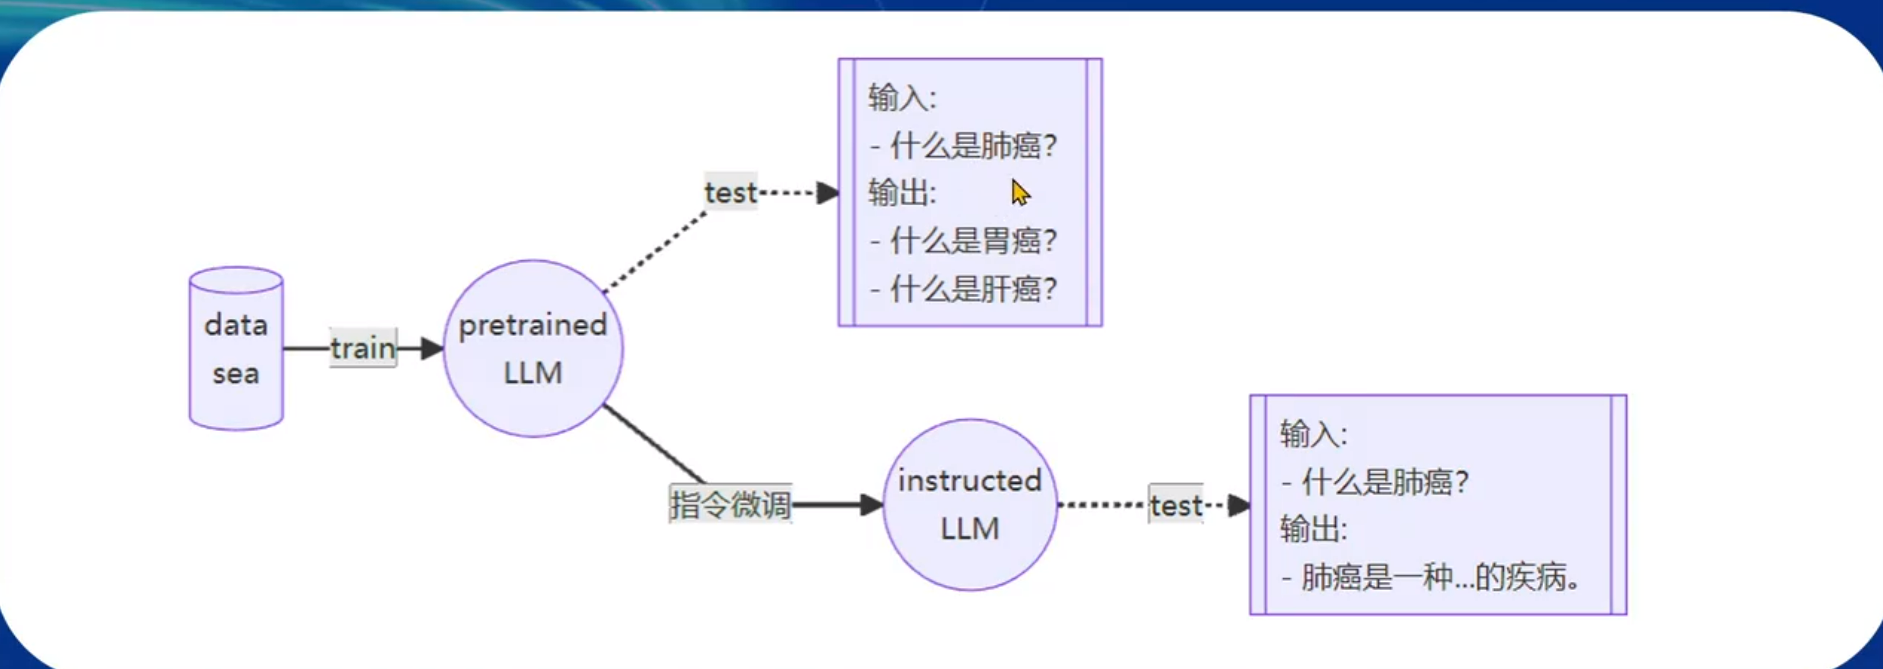 data
sea
train
pretrained
LLM
test
输入:
- 什么是肺癌?
输出:
- 什么是胃癌?
- 什么是肝癌?
指令微调
instructed
LLM
test
输入:
- 什么是肺癌?
输出:
- 肺癌是一种...的疾病。